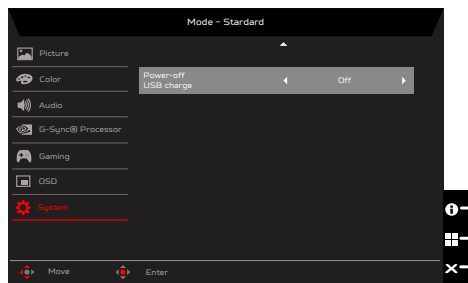 Mode - Stardard
Picture
Color
Power-off
USB charge
Off
Audio
G-Sync® Processor
Gaming
OSD
System
Move
Enter